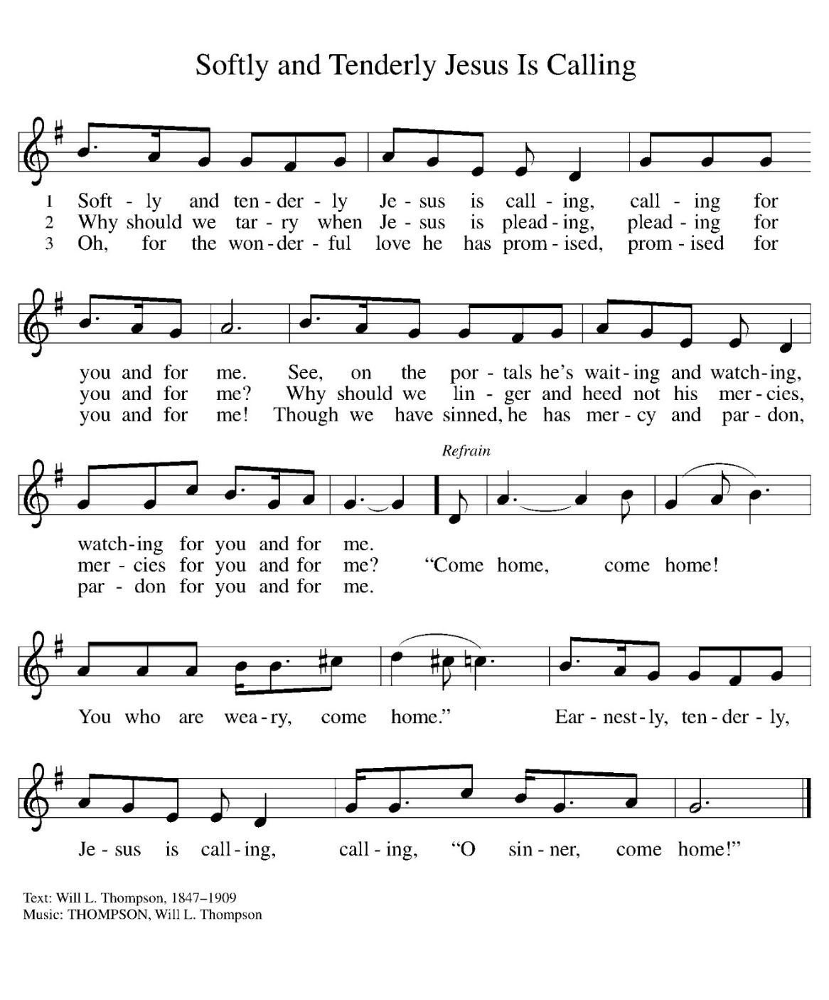 Softly and Tenderly Jesus Is Calling
1 Soft - ly and ten - der - ly Je - sus is call - ing, call - ing for
2 Why should we tar - ry when Je - sus is plead - ing, plead - ing for
3 Oh, for the won - der - ful love he has prom - ised, prom - ised for
you and for me. See, on the por - tals he's wait - ing and watch - ing,
you and for me? Why should we lin - ger and heed not his mer - cies,
you and for me! Though we have sinned, he has mer - cy and par - don,
Refrain
watch - ing for you and for me.
mer - cies for you and for me? “Come home, come home!
par - don for you and for me.
You who are wea - ry, come home.” Ear - nest - ly, ten - der - ly,
Je - sus is call - ing, call - ing, “O sin - ner, come home!”
Text: Will L. Thompson, 1847–1909
Music: THOMPSON, Will L. Thompson